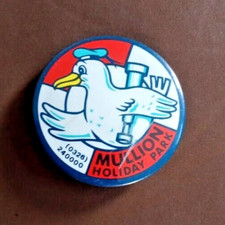 (0326)
240000
MULLION
HOLIDAY PARK